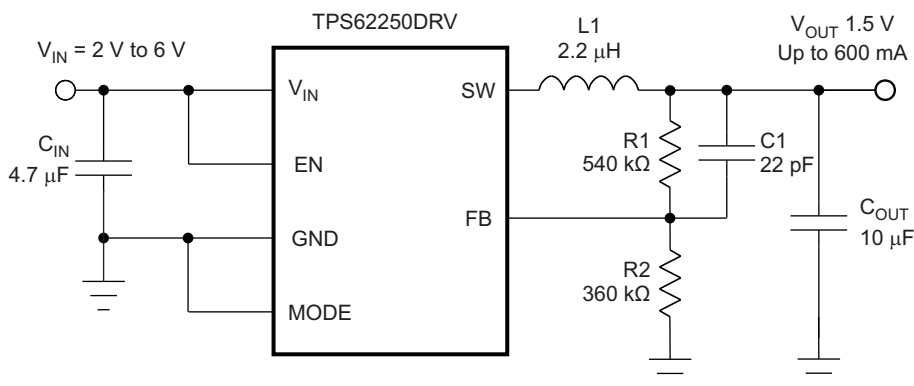 TPS62250DRV
V_IN = 2 V to 6 V
L1
2.2 μH
V_OUT 1.5 V
Up to 600 mA
V_IN
SW
C_IN
4.7 μF
EN
R1
540 kΩ
C1
22 pF
FB
GND
C_OUT
10 μF
R2
360 kΩ
MODE